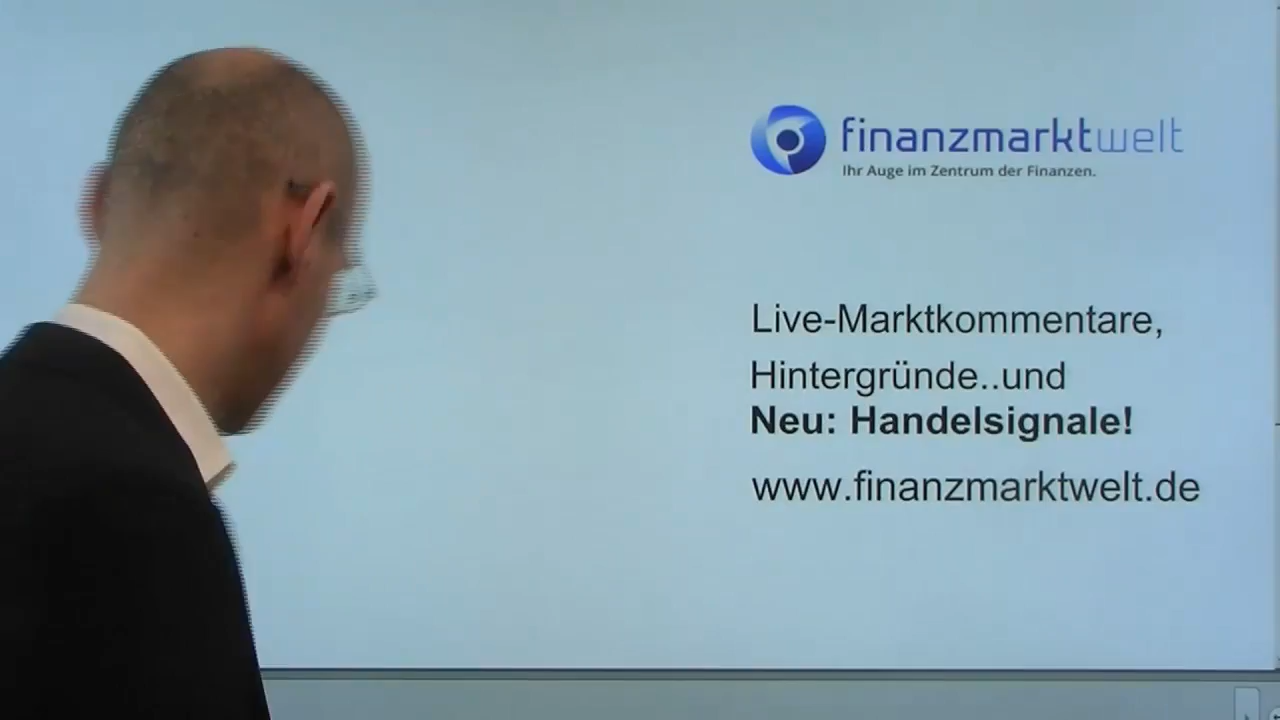 finanzmarktwelt
Ihr Auge im Zentrum der Finanzen.
Live-Marktkommentare,
Hintergründe..und
Neu: Handelsignale!
www.finanzmarktwelt.de